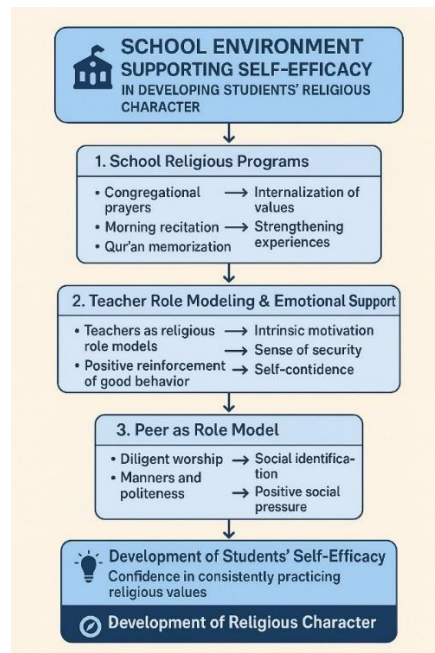 SCHOOL ENVIRONMENT
SUPPORTING SELF-EFFICACY
IN DEVELOPING STUDENTS' RELIGIOUS
CHARACTER
1. School Religious Programs
• Congregational → Internalization of
prayers values
• Morning recitation → Strengthening
• Qur'an memorization experiences
2. Teacher Role Modeling & Emotional Support
• Teachers as religious → Intrinsic motivation
role models → Sense of security
• Positive reinforcement → Self-contidence
of good behavior
3. Peer as Role Model
• Diligent worship → Social identifica-
• Manners and tion
politeness → Positive social
pressure
Development of Students' Self-Efficacy
Confidence in consistently practicing
religious values
Development of Religious Character